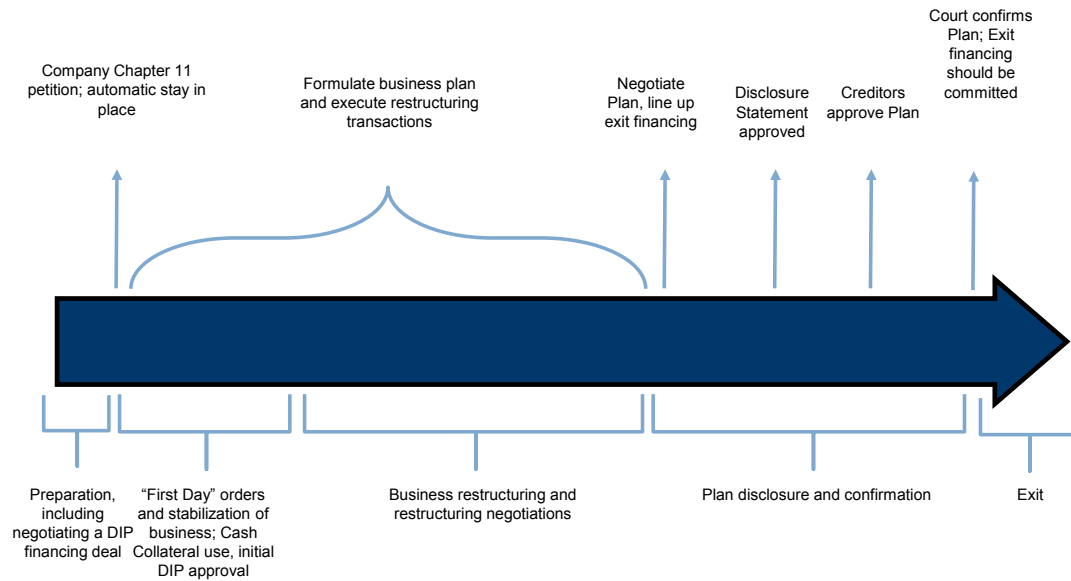 Company Chapter 11
petition; automatic stay in
place
Formulate business plan
and execute restructuring
transactions
Negotiate
Plan, line up
exit financing
Disclosure
Statement
approved
Creditors
approve Plan
Court confirms
Plan; Exit
financing
should be
committed
Preparation,
including
negotiating a DIP
financing deal
“First Day” orders
and stabilization of
business; Cash
Collateral use, initial
DIP approval
Business restructuring and
restructuring negotiations
Plan disclosure and confirmation
Exit